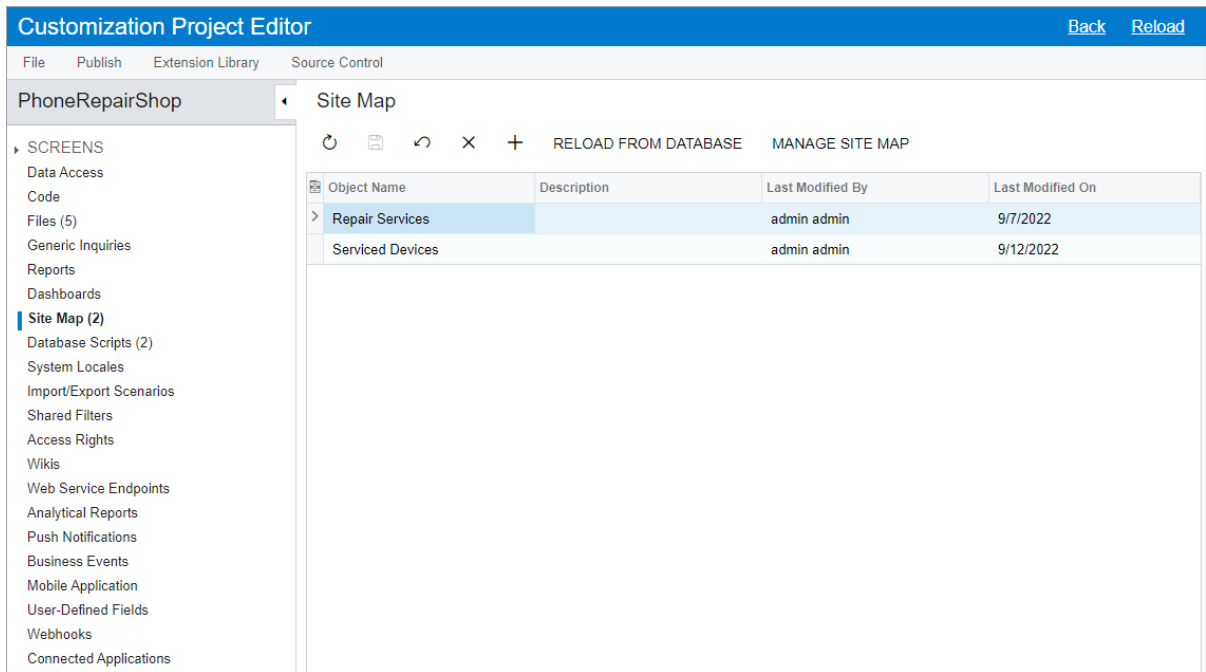 Customization Project Editor Back Reload
File Publish Extension Library Source Control
PhoneRepairShop
SCREENS
Data Access
Code
Files (5)
Generic Inquiries
Reports
Dashboards
Site Map (2)
Database Scripts (2)
System Locales
Import/Export Scenarios
Shared Filters
Access Rights
Wikis
Web Service Endpoints
Analytical Reports
Push Notifications
Business Events
Mobile Application
User-Defined Fields
Webhooks
Connected Applications
Site Map
RELOAD FROM DATABASE MANAGE SITE MAP
Object Name Description Last Modified By Last Modified On
Repair Services admin admin 9/7/2022
Serviced Devices admin admin 9/12/2022